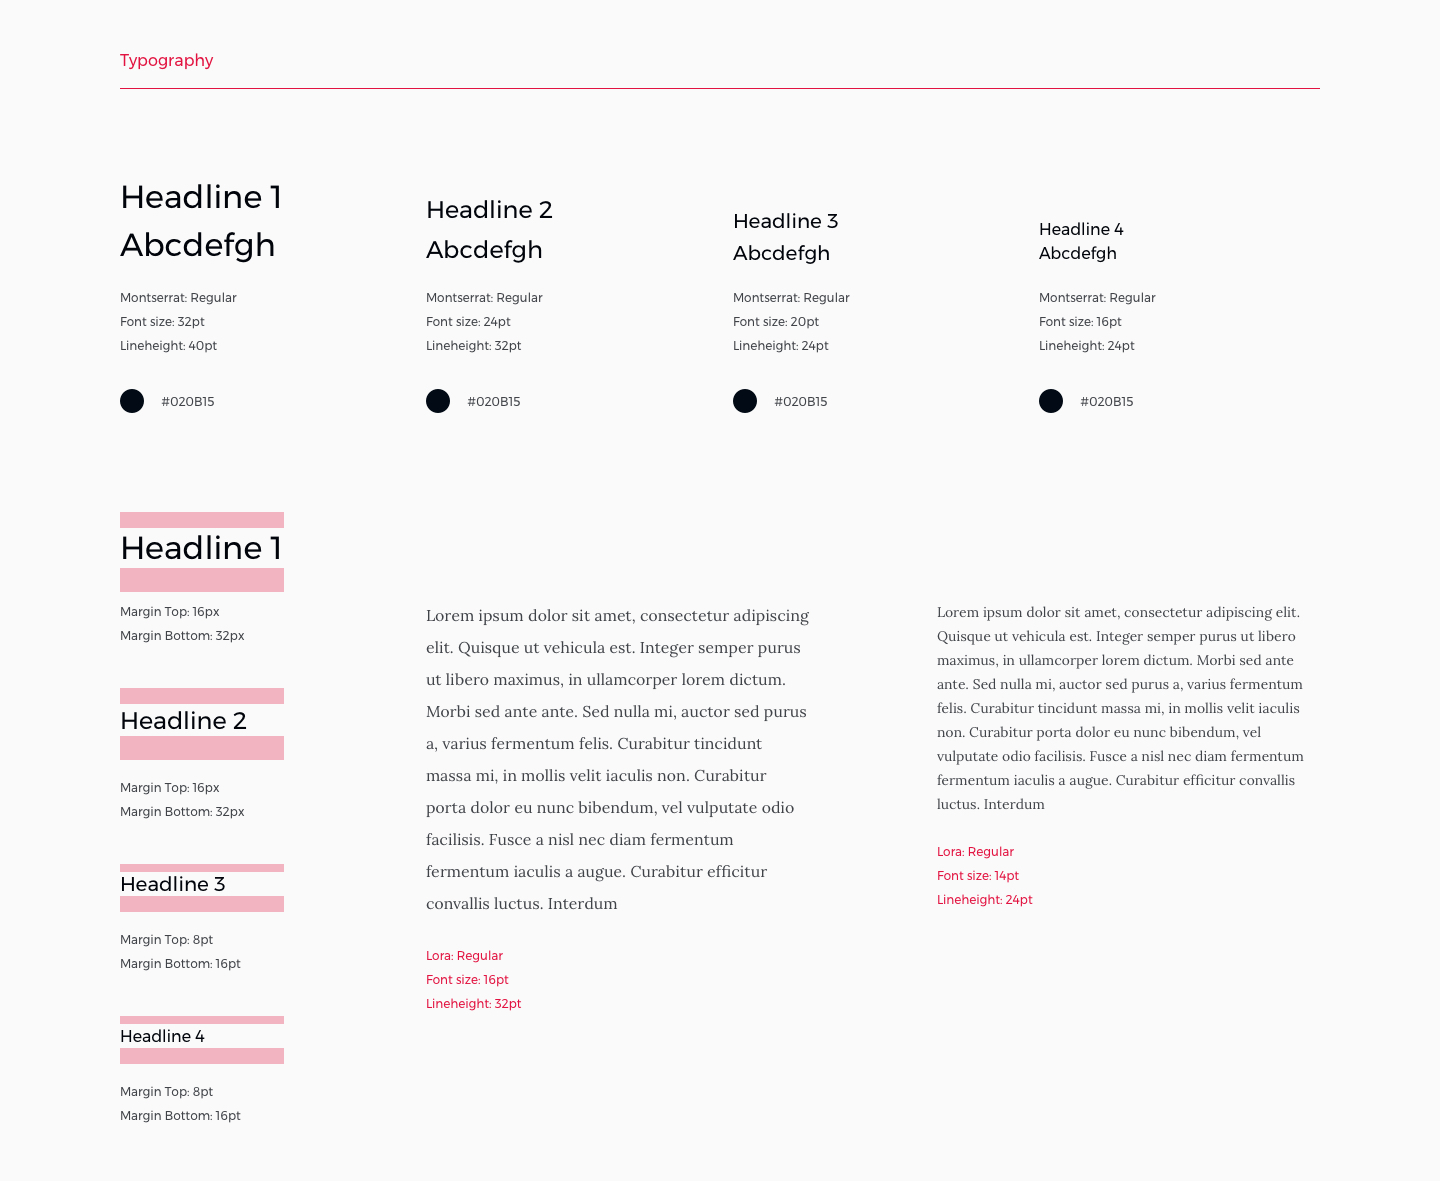 Typography
Headline 1
Abcdefgh
Montserrat: Regular
Font size: 32pt
Lineheight: 40pt
#020B15
Headline 2
Abcdefgh
Montserrat: Regular
Font size: 24pt
Lineheight: 32pt
#020B15
Headline 3
Abcdefgh
Montserrat: Regular
Font size: 20pt
Lineheight: 24pt
#020B15
Headline 4
Abcdefgh
Montserrat: Regular
Font size: 16pt
Lineheight: 24pt
#020B15
Headline 1
Margin Top: 16px
Margin Bottom: 32px
Headline 2
Margin Top: 16px
Margin Bottom: 32px
Headline 3
Margin Top: 8pt
Margin Bottom: 16pt
Headline 4
Margin Top: 8pt
Margin Bottom: 16pt
Lorem ipsum dolor sit amet, consectetur adipiscing
elit. Quisque ut vehicula est. Integer semper purus
ut libero maximus, in ullamcorper lorem dictum.
Morbi sed ante ante. Sed nulla mi, auctor sed purus
a, varius fermentum felis. Curabitur tincidunt
massa mi, in mollis velit iaculis non. Curabitur
porta dolor eu nunc bibendum, vel vulputate odio
facilisis. Fusce a nisl nec diam fermentum
fermentum iaculis a augue. Curabitur efficitur
convallis luctus. Interdum
Lora: Regular
Font size: 16pt
Lineheight: 32pt
Lorem ipsum dolor sit amet, consectetur adipiscing elit.
Quisque ut vehicula est. Integer semper purus ut libero
maximus, in ullamcorper lorem dictum. Morbi sed ante
ante. Sed nulla mi, auctor sed purus a, varius fermentum
felis. Curabitur tincidunt massa mi, in mollis velit iaculis
non. Curabitur porta dolor eu nunc bibendum, vel
vulputate odio facilisis. Fusce a nisl nec diam fermentum
fermentum iaculis a augue. Curabitur efficitur convallis
luctus. Interdum
Lora: Regular
Font size: 14pt
Lineheight: 24pt